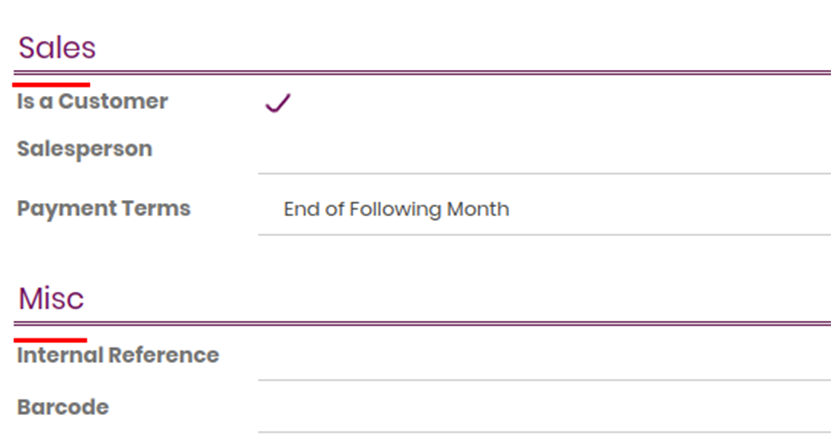 Sales
Is a Customer
Salesperson
Payment Terms End of Following Month
Misc
Internal Reference
Barcode